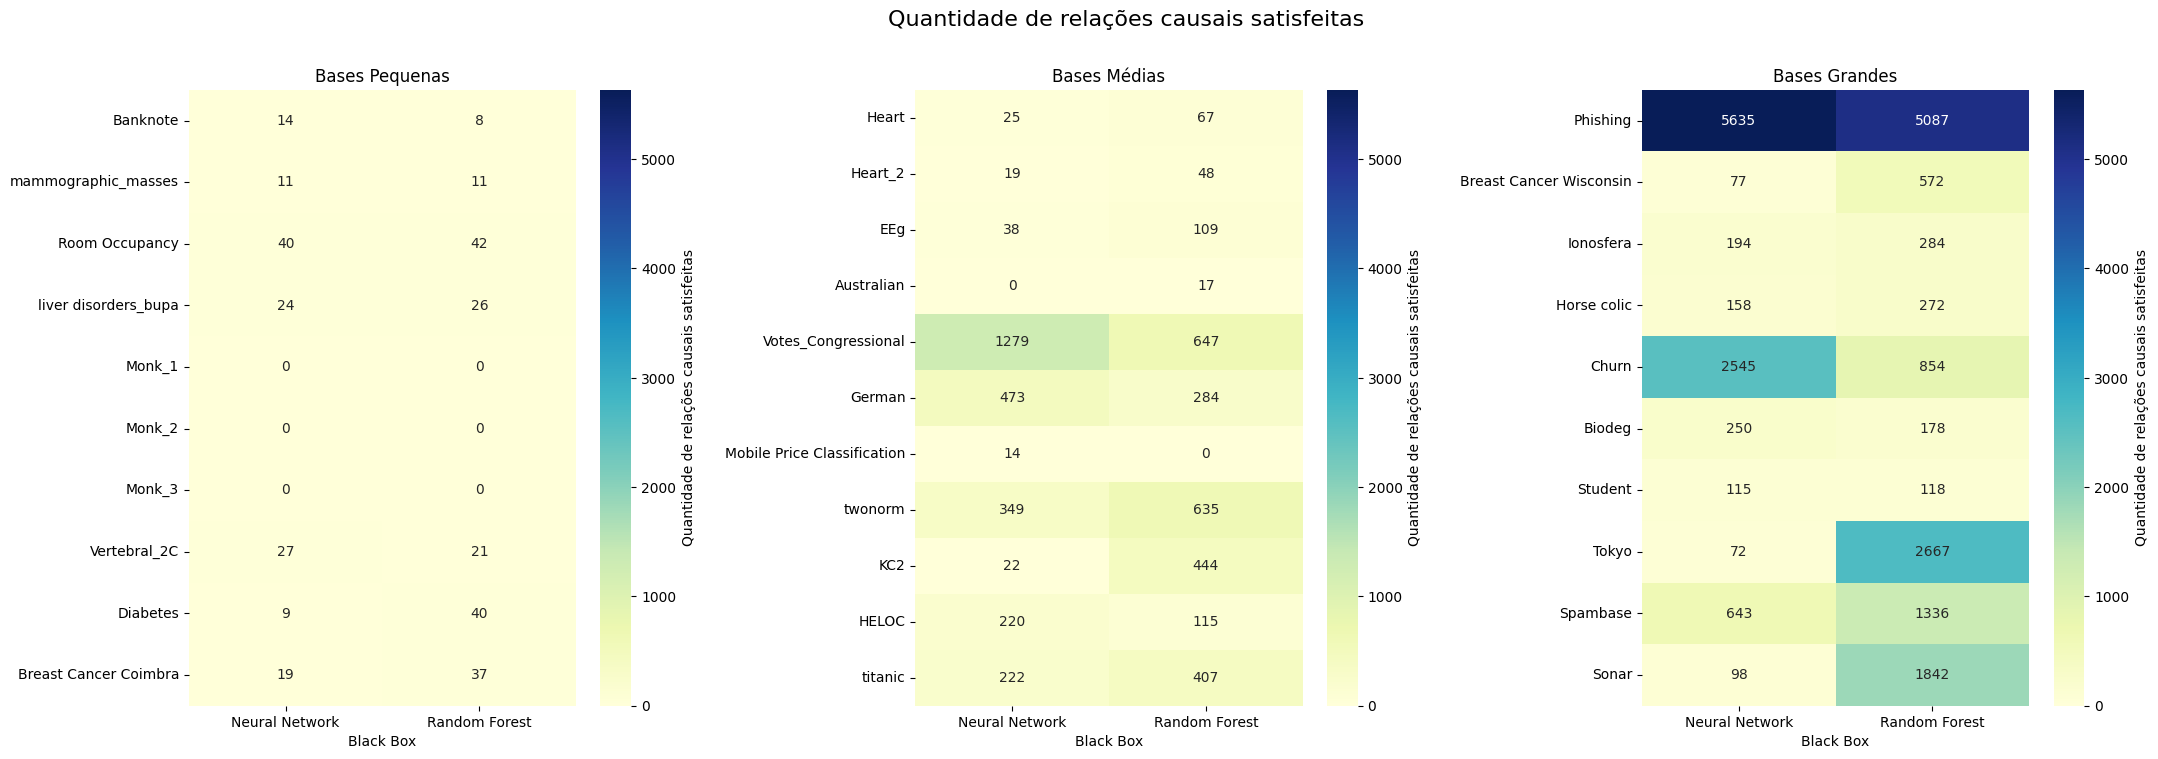 Quantidade de relações causais satisfeitas
Bases Pequenas
Banknote 14 8
mammographic_masses 11 11
Room Occupancy 40 42
liver disorders_bupa 24 26
Monk_1 0 0
Monk_2 0 0
Monk_3 0 0
Vertebral_2C 27 21
Diabetes 9 40
Breast Cancer Coimbra 19 37
Neural Network Random Forest
Black Box
5000
4000
3000
2000
1000
0
Quantidade de relações causais satisfeitas
Bases Médias
Heart 25 67
Heart_2 19 48
EEg 38 109
Australian 0 17
Votes_Congressional 1279 647
German 473 284
Mobile Price Classification 14 0
twonorm 349 635
KC2 22 444
HELOC 220 115
titanic 222 407
Neural Network Random Forest
Black Box
5000
4000
3000
2000
1000
0
Quantidade de relações causais satisfeitas
Bases Grandes
Phishing 5635 5087
Breast Cancer Wisconsin 77 572
Ionosfera 194 284
Horse colic 158 272
Churn 2545 854
Biodeg 250 178
Student 115 118
Tokyo 72 2667
Spambase 643 1336
Sonar 98 1842
Neural Network Random Forest
Black Box
5000
4000
3000
2000
1000
0
Quantidade de relações causais satisfeitas